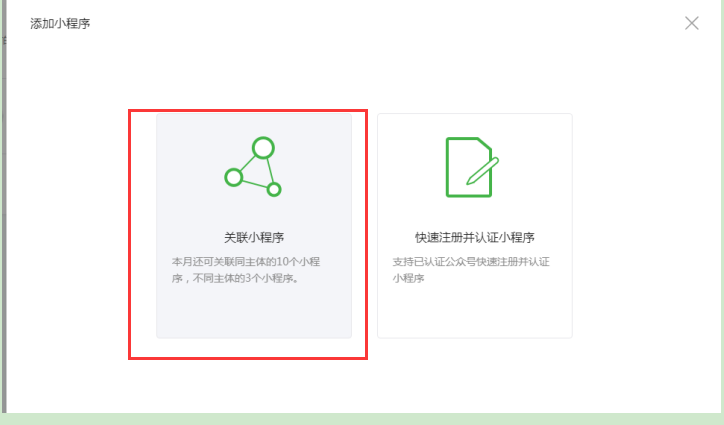 添加小程序
关联小程序
本月还可关联同主体的10个小程
序，不同主体的3个小程序。
快速注册并认证小程序
支持已认证公众号快速注册并认证
小程序